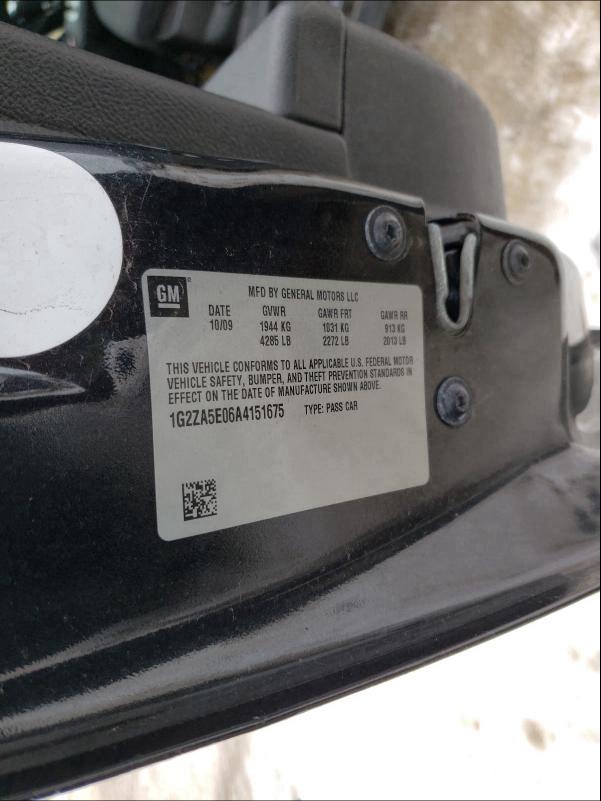 GM
MFD BY GENERAL MOTORS LLC
DATE GVWR GAWR FRT GAWR RR
10/09 1944 KG 1031 KG 913 KG
4285 LB 2272 LB 2013 LB
THIS VEHICLE CONFORMS TO ALL APPLICABLE U.S. FEDERAL MOTOR
VEHICLE SAFETY, BUMPER, AND THEFT PREVENTION STANDARDS IN
EFFECT ON THE DATE OF MANUFACTURE SHOWN ABOVE.
1G2ZA5E06A4151675 TYPE: PASS CAR